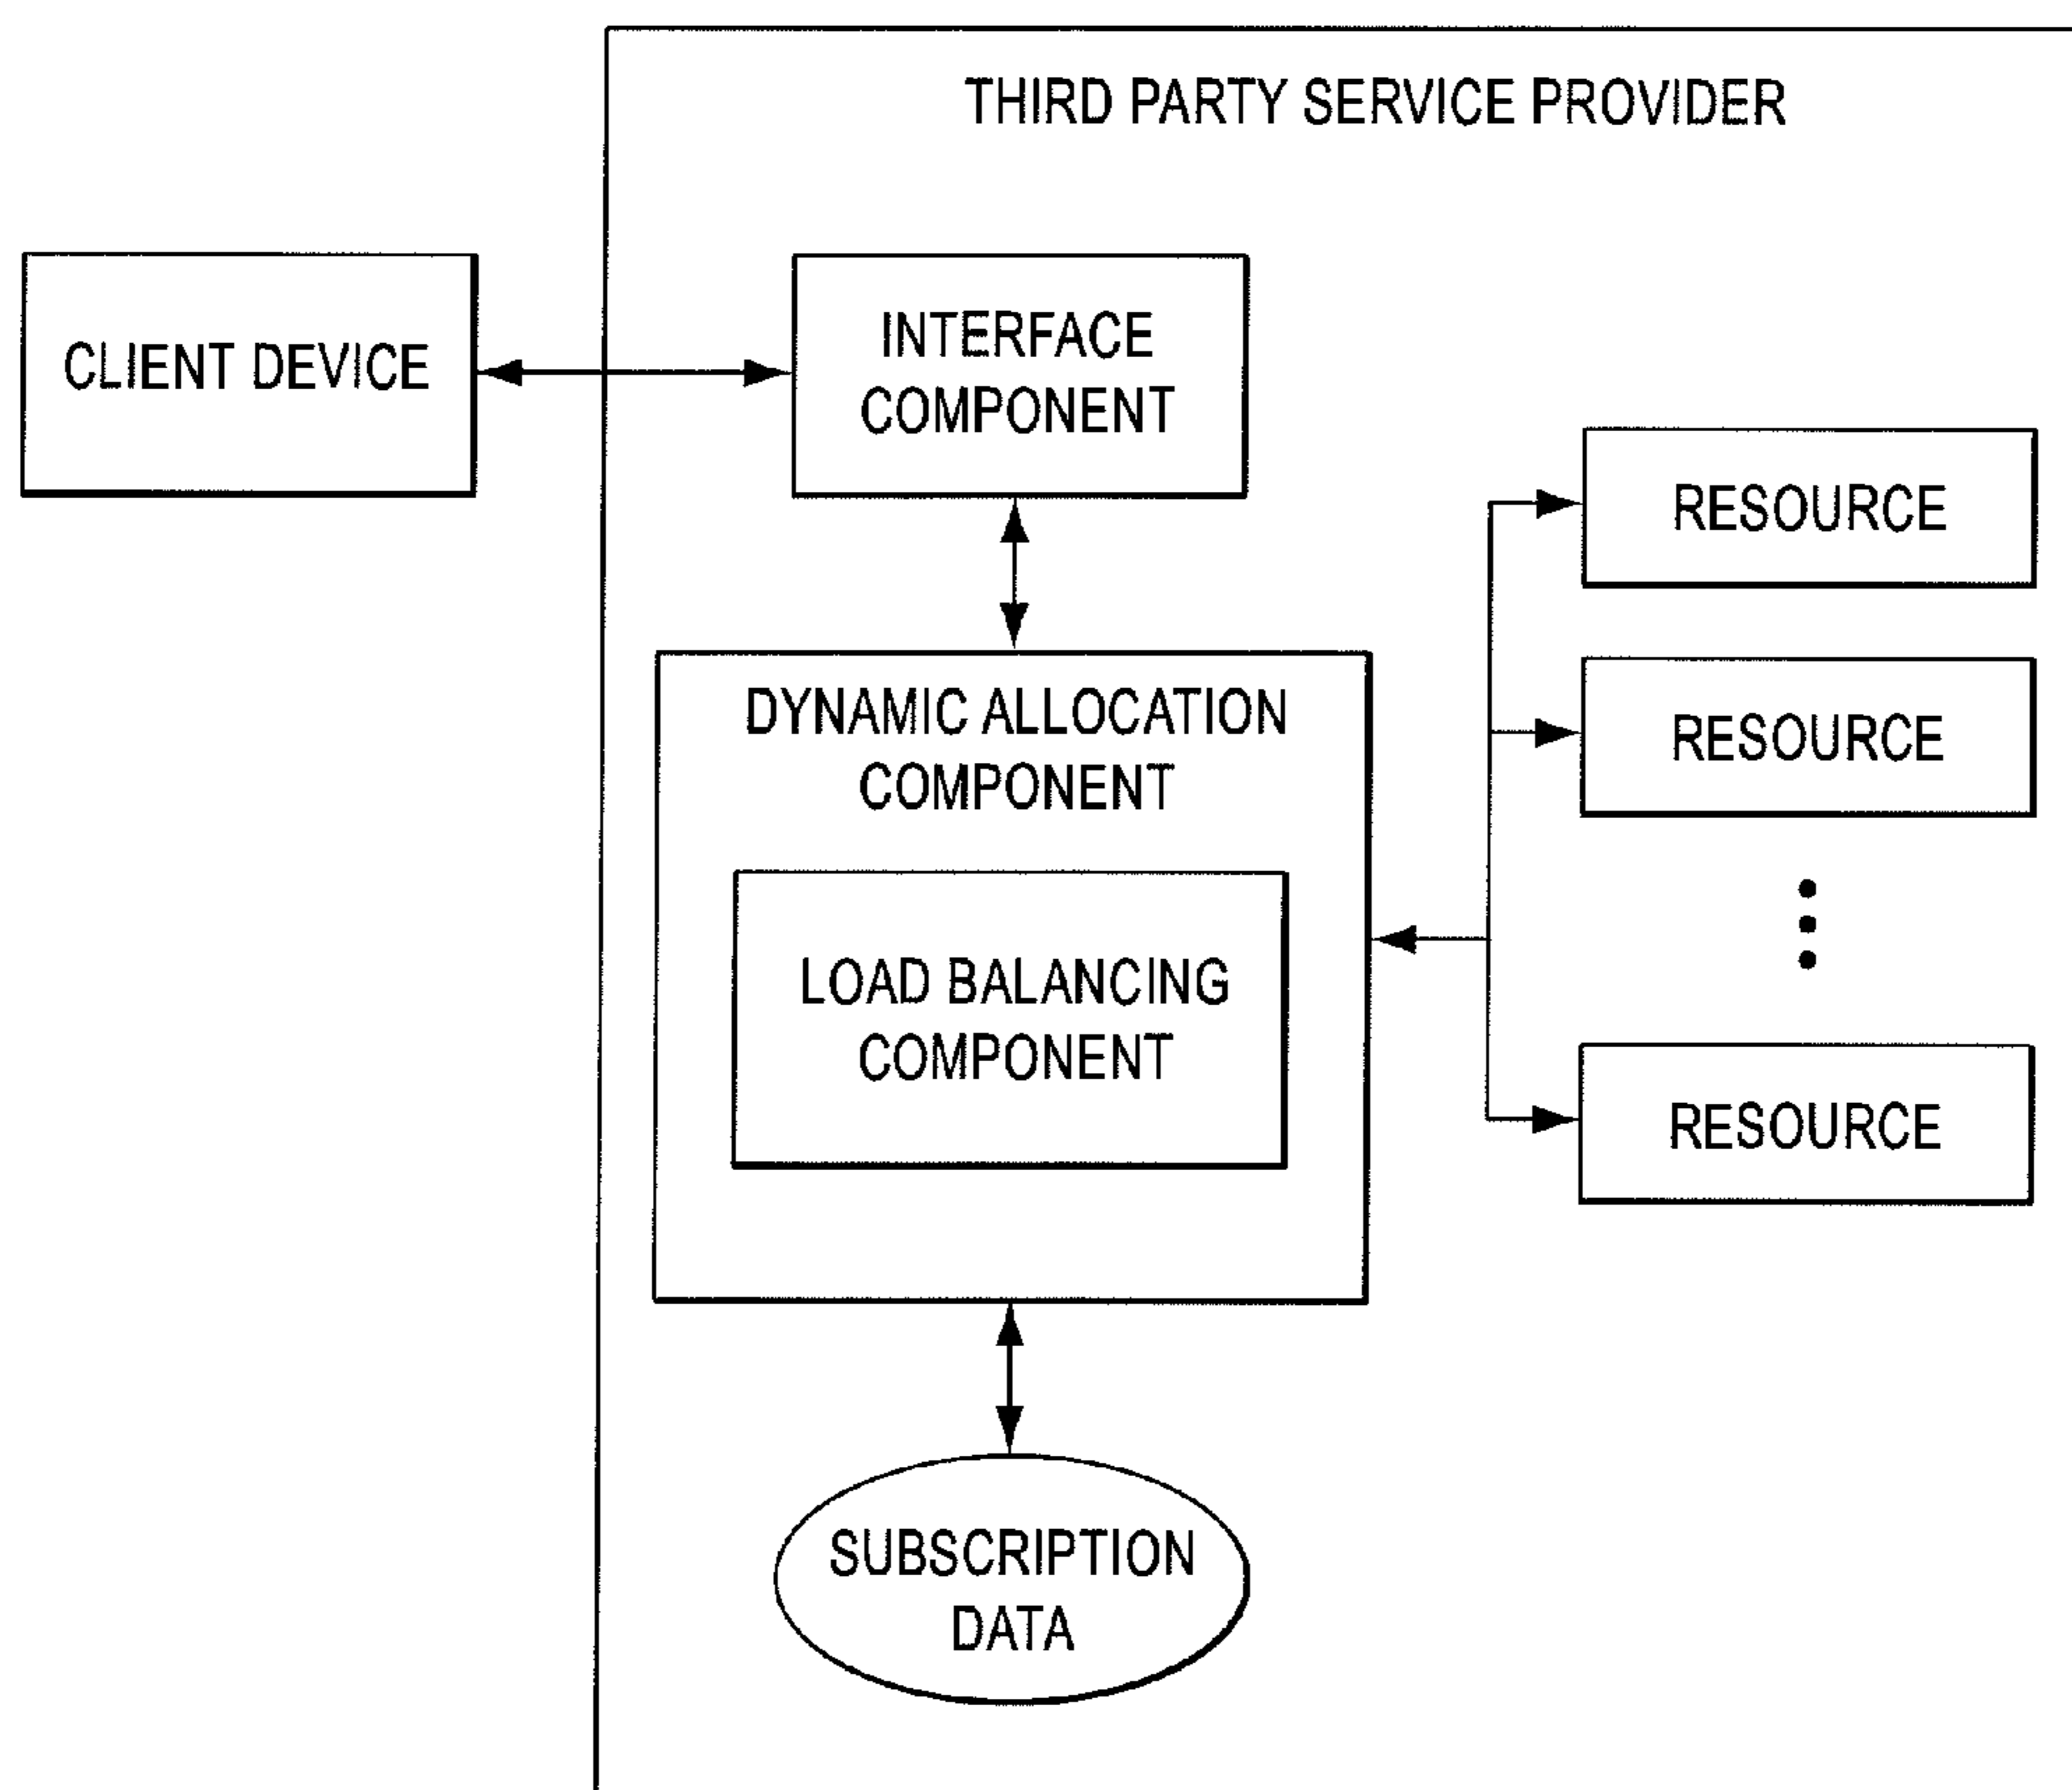 THIRD PARTY SERVICE PROVIDER
CLIENT DEVICE
INTERFACE
COMPONENT
RESOURCE
DYNAMIC ALLOCATION
COMPONENT
RESOURCE
LOAD BALANCING
COMPONENT
RESOURCE
SUBSCRIPTION
DATA